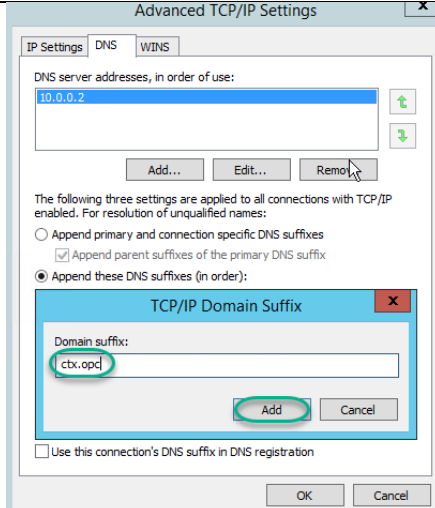 Advanced TCP/IP Settings
x
IP Settings DNS WINS
DNS server addresses, in order of use:
10.0.0.2
Add... Edit... Remov
The following three settings are applied to all connections with TCP/IP
enabled. For resolution of unqualified names:
Append primary and connection specific DNS suffixes
Append parent suffixes of the primary DNS suffix
Append these DNS suffixes (in order):
TCP/IP Domain Suffix
x
Domain suffix:
ctx.opc
Add Cancel
Use this connection's DNS suffix in DNS registration
OK Cancel